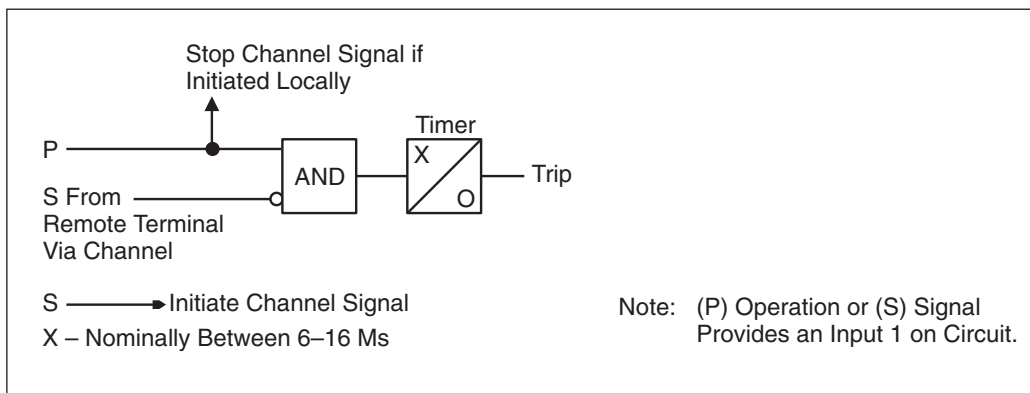 Stop Channel Signal if
Initiated Locally
Timer
P
X
AND
Trip
O
S From
Remote Terminal
Via Channel
S Initiate Channel Signal
X – Nominally Between 6–16 Ms
Note: (P) Operation or (S) Signal
Provides an Input 1 on Circuit.